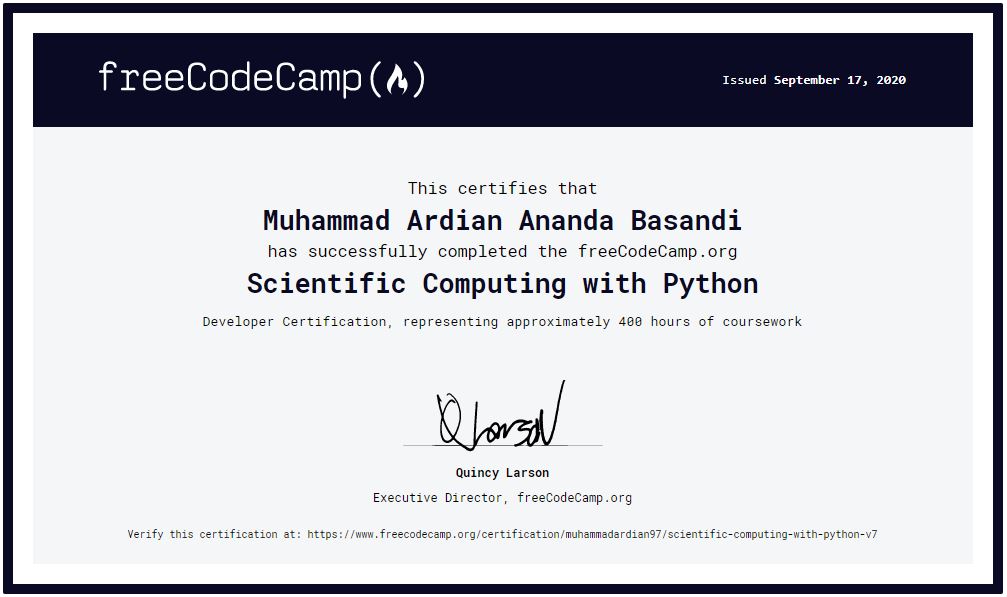 freeCodeCamp(🔥)
Issued September 17, 2020
This certifies that
Muhammad Ardian Ananda Basandi
has successfully completed the freeCodeCamp.org
Scientific Computing with Python
Developer Certification, representing approximately 400 hours of coursework
QLarson
Quincy Larson
Executive Director, freeCodeCamp.org
Verify this certification at: https://www.freecodecamp.org/certification/muhammadardian97/scientific-computing-with-python-v7